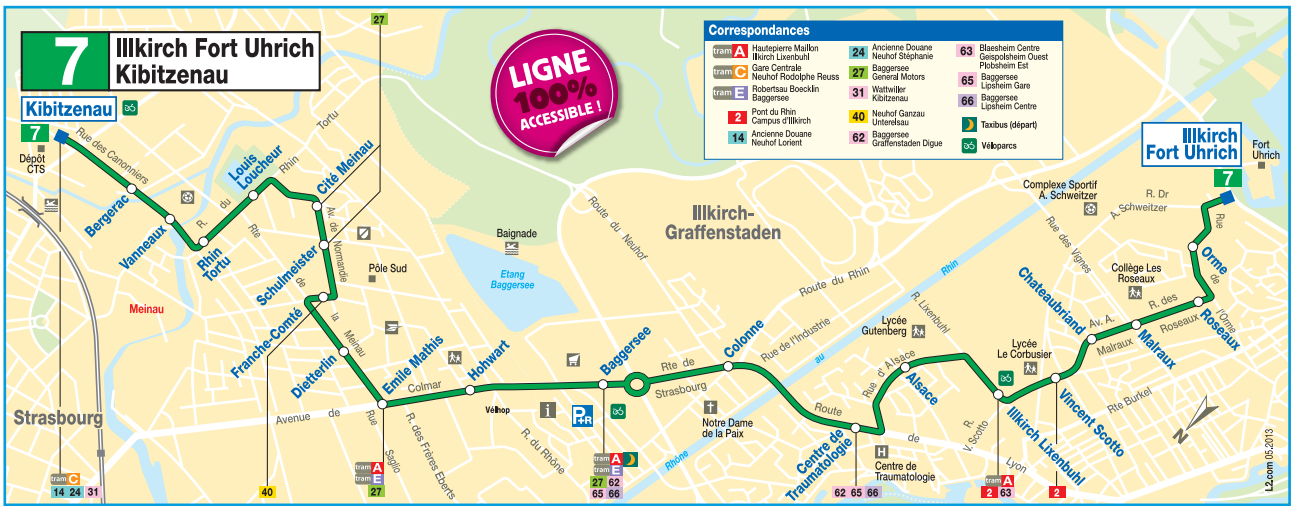 7
Illkirch Fort Uhrich
Kibitzenau
27
LIGNE
100%
ACCESSIBLE !
Correspondances
tram A Hautepierre Maillon
Illkirch Lixenbuhl
tram C Gare Centrale
Neuhof Rodolphe Reuss
tram E Robertsau Boecklin
Baggersee
2 Pont du Rhin
Campus d'Illkirch
14 Ancienne Douane
Neuhof Lorient
24 Ancienne Douane
Neuhof Stéphanie
27 Baggersee
General Motors
31 Wattwiller
Kibitzenau
40 Neuhof Ganzau
Unterelsau
62 Baggersee
Graffenstaden Digue
63 Blaesheim Centre
Geispolsheim Ouest
Plobsheim Est
65 Baggersee
Lipsheim Gare
66 Baggersee
Lipsheim Centre
Taxibus (départ)
Véloparcs
Kibitzenau
7
Dépôt
CTS
Rue des Canonniers
Bergerac
Vanneaux
Rhin
Tortu
R. du Rhin Tortu
Louis
Loucheur
Cité Meinau
Av. de Normandie
Schulmeister
Pôle Sud
Franche-Comté
Rte de la Meinau
Meinau
Dietterlin
Emile Mathis
Hohwart
Strasbourg
Avenue de Colmar
Rue Saglio
R. des Frères Eberts
Vélhop
R. du Rhône
i
P+R
Baignade
Etang
Baggersee
Baggersee
Route du Neuhof
Illkirch-
Graffenstaden
Route du Rhin
Colonne
Rte de Strasbourg
Rue de l'Industrie
Notre Dame
de la Paix
Rhône au Rhin
Centre de
Traumatologie
H
Centre de
Traumatologie
Route de Lyon
Rue d'Alsace
Alsace
Lycée
Gutenberg
R. Lixenbuhl
Lycée
Le Corbusier
R.
V. Scotto
Illkirch Lixenbuhl
Vincent Scotto
Rte Burkel
Chateaubriand
Av. A. Malraux
Malraux
R. des Roseaux
Roseaux
Collège Les
Roseaux
Rue des Vignes
Complexe Sportif
A. Schweitzer
R. Dr
A. Schweitzer
Orme
Rue de l'Orme
Illkirch
Fort Uhrich
7
Fort
Uhrich
N
L2.com 05.2013
tram C
14 24 31
40
tram A
tram E
27
tram A
tram E
27 62
65 66
62 65 66
tram A
2 63
2